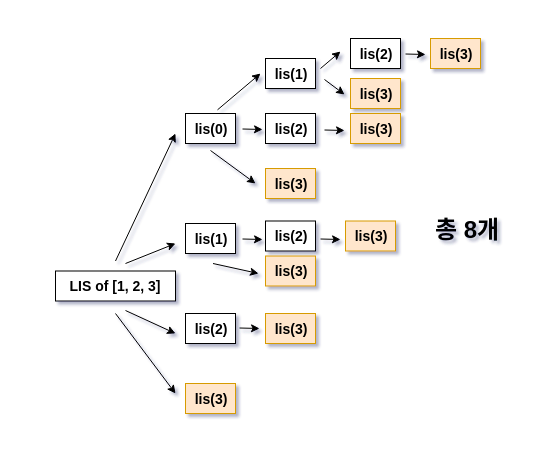 lis(2)
lis(3)
lis(1)
lis(3)
lis(0)
lis(2)
lis(3)
lis(3)
lis(1)
lis(2)
lis(3)
총 8개
lis(3)
LIS of [1, 2, 3]
lis(2)
lis(3)
lis(3)